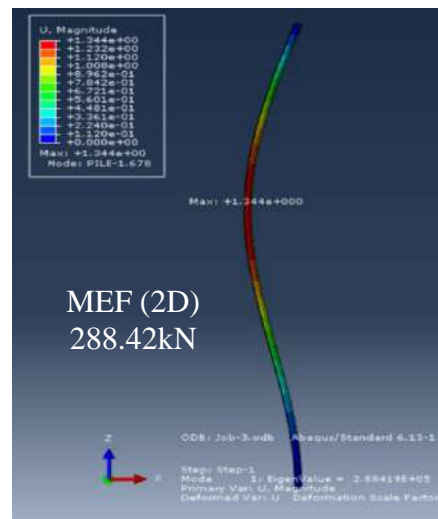 U, Magnitude
+1.344e+00
+1.232e+00
+1.120e+00
+1.008e+00
+8.962e-01
+7.842e-01
+6.721e-01
+5.601e-01
+4.481e-01
+3.361e-01
+2.240e-01
+1.120e-01
+0.000e+00
Max: +1.344e+00
Node: PILE-1.678
Max: +1.344e+000
MEF (2D)
288.42kN
Z
X
ODB: Job-3.odb Abaqus/Standard 6.13-1
Step: Step-1
Mode 1: EigenValue = 2.88419E+05
Primary Var: U, Magnitude
Deformed Var: U Deformation Scale Factor